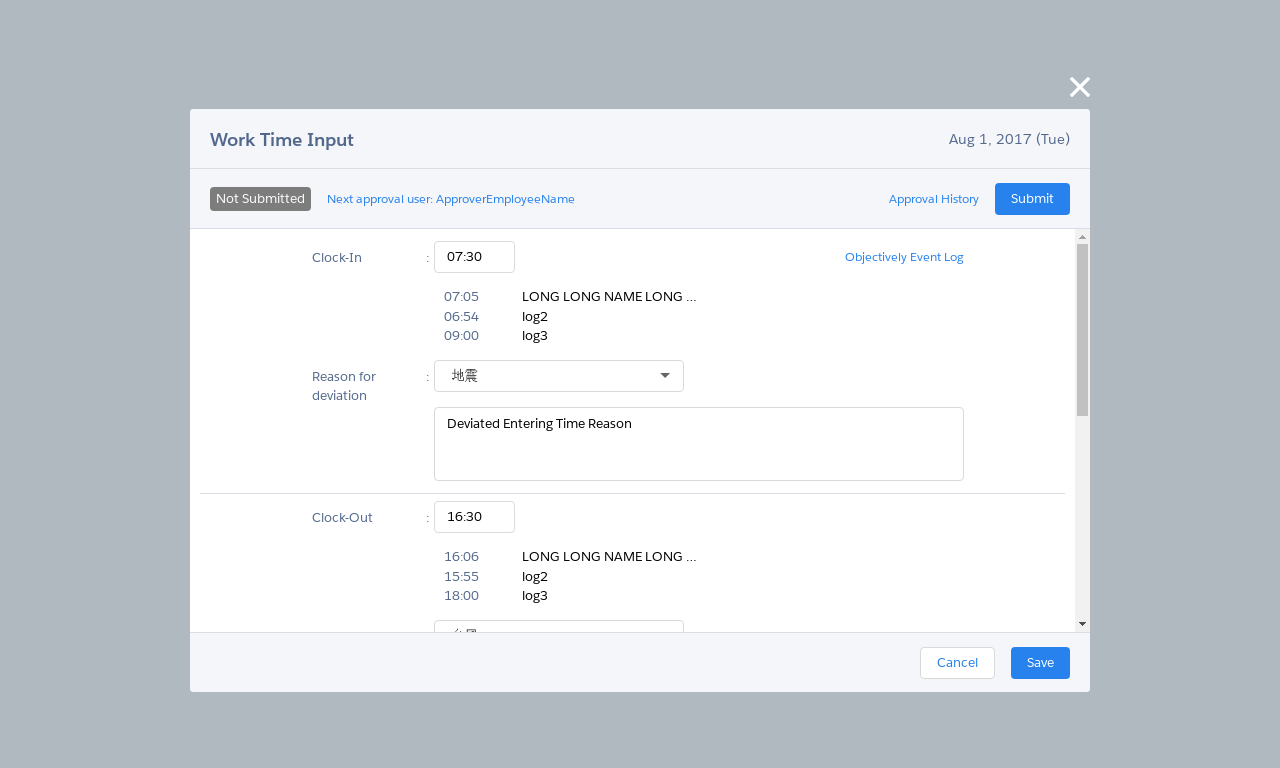 Work Time Input
Aug 1, 2017 (Tue)
Not Submitted
Next approval user: ApproverEmployeeName
Approval History
Submit
Clock-In : 07:30
Objectively Event Log
07:05 LONG LONG NAME LONG ...
06:54 log2
09:00 log3
Reason for : 地震
deviation
Deviated Entering Time Reason
Clock-Out : 16:30
16:06 LONG LONG NAME LONG ...
15:55 log2
18:00 log3
Cancel
Save